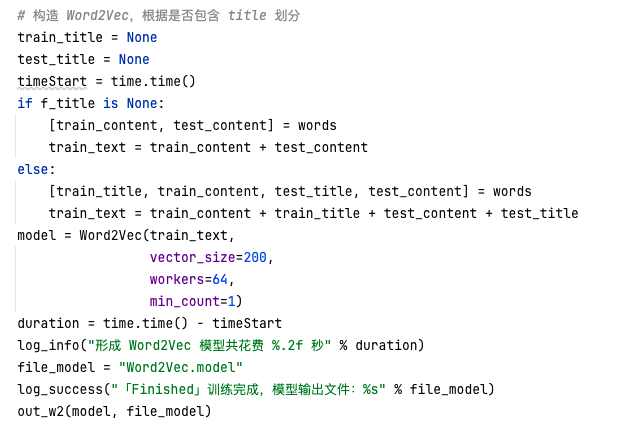 # 构造 Word2Vec，根据是否包含 title 划分
train_title = None
test_title = None
timeStart = time.time()
if f_title is None:
    [train_content, test_content] = words
    train_text = train_content + test_content
else:
    [train_title, train_content, test_title, test_content] = words
    train_text = train_content + train_title + test_content + test_title
model = Word2Vec(train_text,
                 vector_size=200,
                 workers=64,
                 min_count=1)
duration = time.time() - timeStart
log_info("形成 Word2Vec 模型共花费 %.2f 秒" % duration)
file_model = "Word2Vec.model"
log_success("「Finished」训练完成，模型输出文件：%s" % file_model)
out_w2(model, file_model)